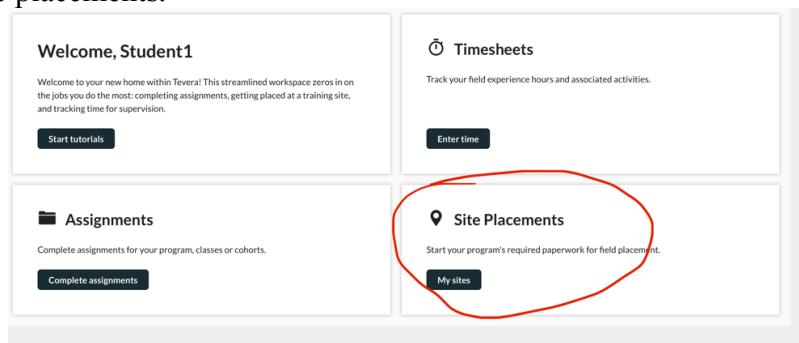 placements.
Welcome, Student1
Welcome to your new home within Tevera! This streamlined workspace zeros in on
the jobs you do the most: completing assignments, getting placed at a training site,
and tracking time for supervision.
Start tutorials
Timesheets
Track your field experience hours and associated activities.
Enter time
Assignments
Complete assignments for your program, classes or cohorts.
Complete assignments
Site Placements
Start your program's required paperwork for field placement.
My sites